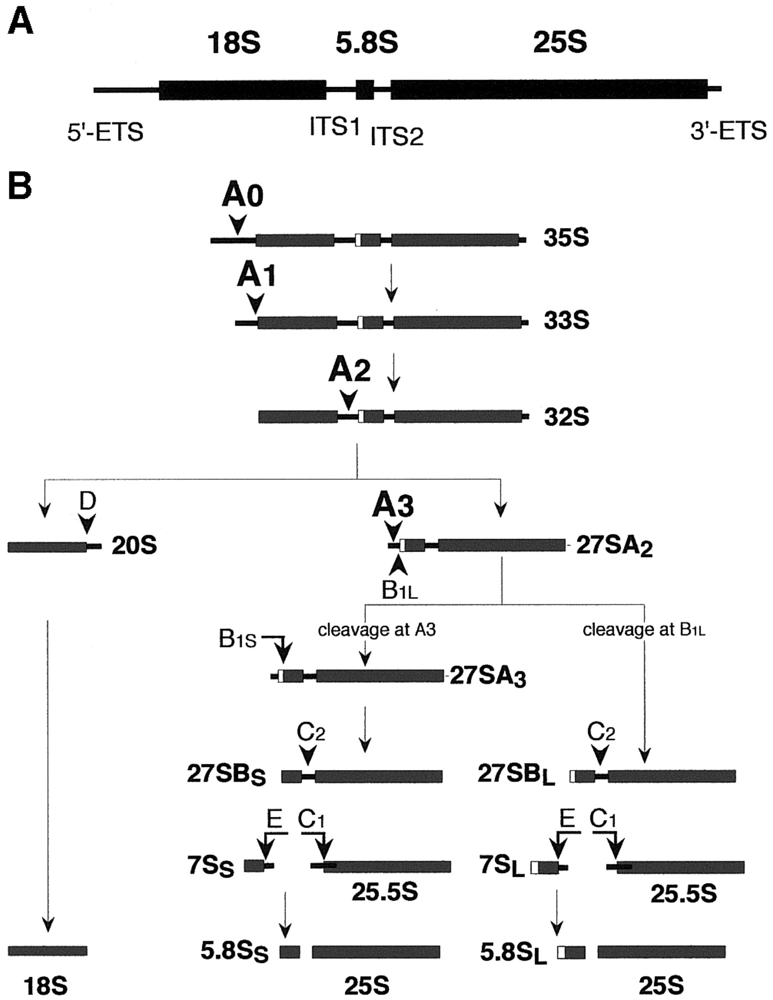 A
18S 5.8S 25S
5'-ETS ITS1 ITS2 3'-ETS
B
A0
35S
A1
33S
A2
32S
D
A3
20S
27SA2
B1L
cleavage at A3 cleavage at B1L
B1S
27SA3
C2 C2
27SBS 27SBL
E C1 E C1
7SS 7SL
25.5S 25.5S
5.8SS 5.8SL
18S 25S 25S